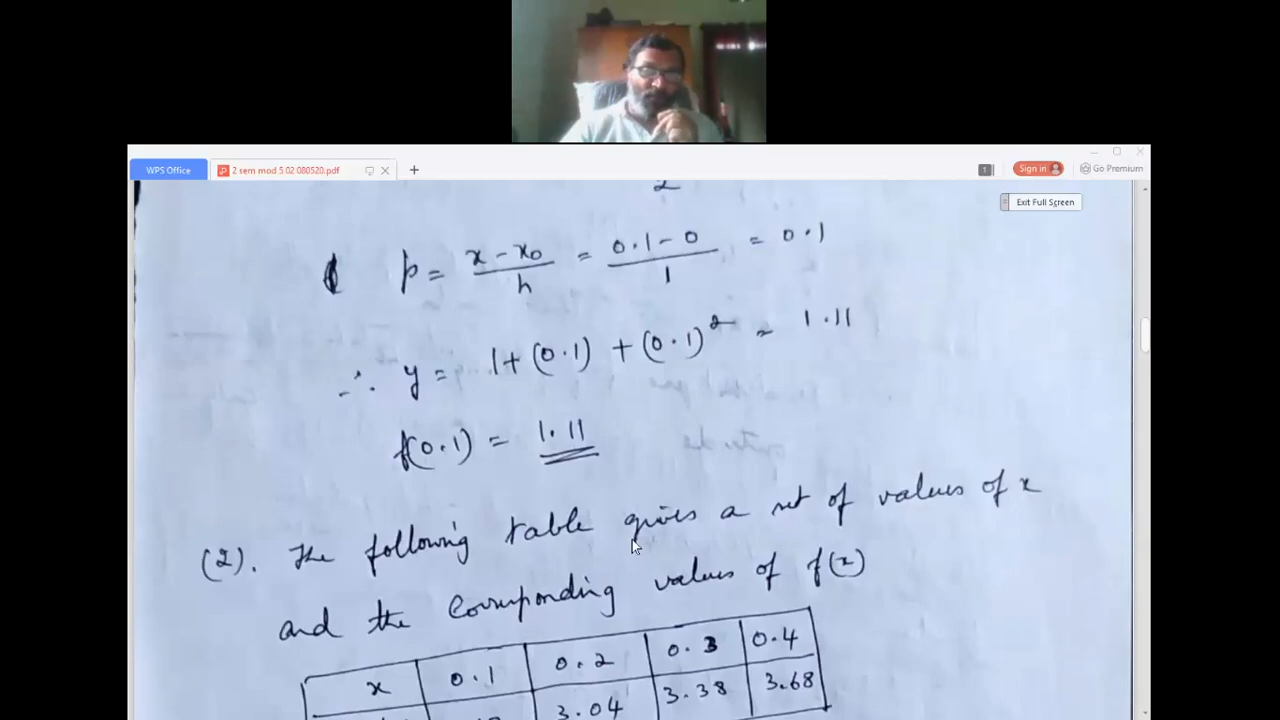 WPS Office
2 sem mod 5 02 080520.pdf
1
Sign in
Go Premium
Exit Full Screen
2
p = x - x0 / h = 0.1 - 0 / 1 = 0.1
∴ y = 1 + (0.1) + (0.1)² = 1.11
f(0.1) = 1.11
(2). The following table gives a set of values of x
and the corresponding values of f(x)
x 0.1 0.2 0.3 0.4
3.04 3.38 3.68